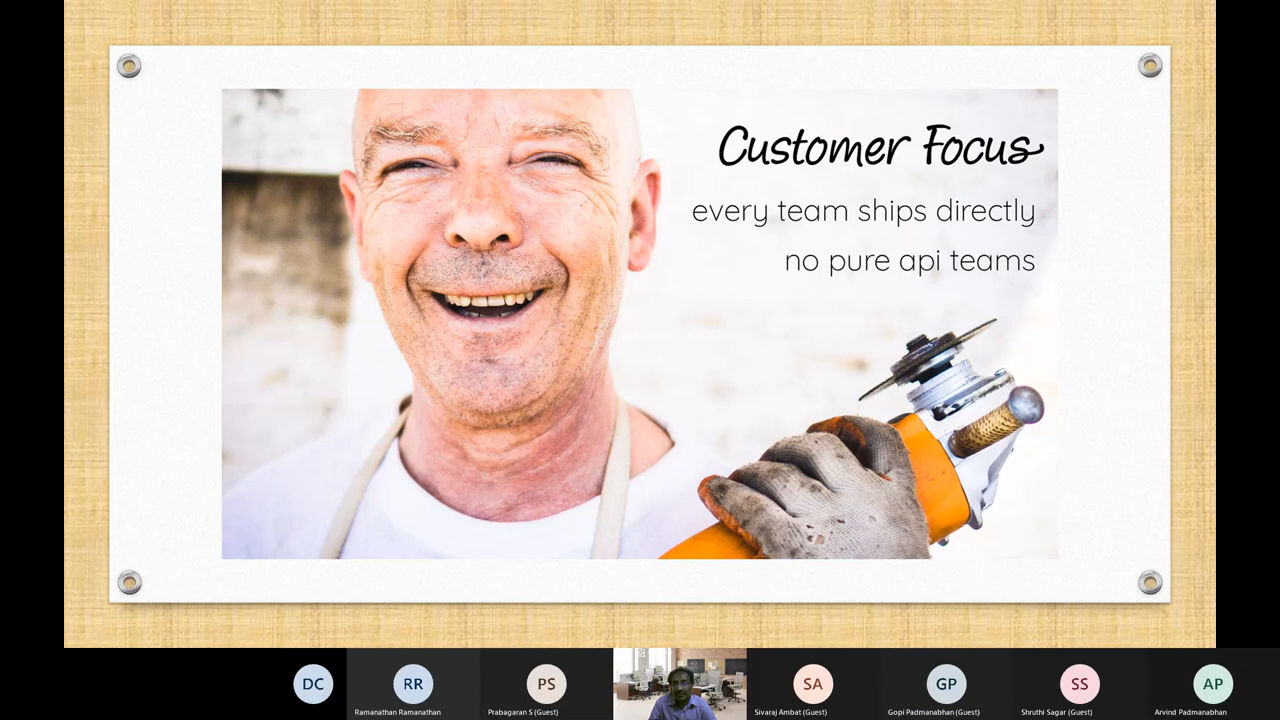 Customer Focus
every team ships directly
no pure api teams
DC
RR
PS
SA
GP
SS
AP
Ramanathan Ramanathan
Prabagaran S (Guest)
Sivaraj Ambat (Guest)
Gopi Padmanabhan (Guest)
Shruthi Sagar (Guest)
Arvind Padmanabhan